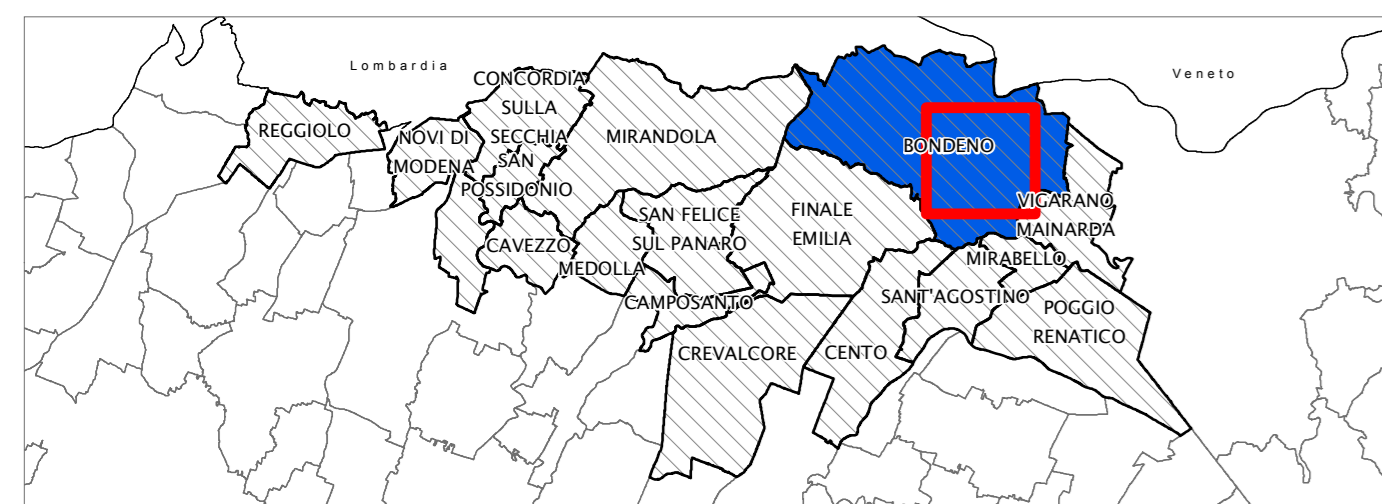 Lombardia
Veneto
REGGIOLO
NOVI DI
MODENA
CONCORDIA
SULLA
SECCHIA
SAN
POSSIDONIO
MIRANDOLA
BONDENO
CAVEZZO
MEDOLLA
SAN FELICE
SUL PANARO
FINALE
EMILIA
VIGARANO
MAINARDA
MIRABELLO
CAMPOSANTO
SANT'AGOSTINO
POGGIO
RENATICO
CREVALCORE
CENTO